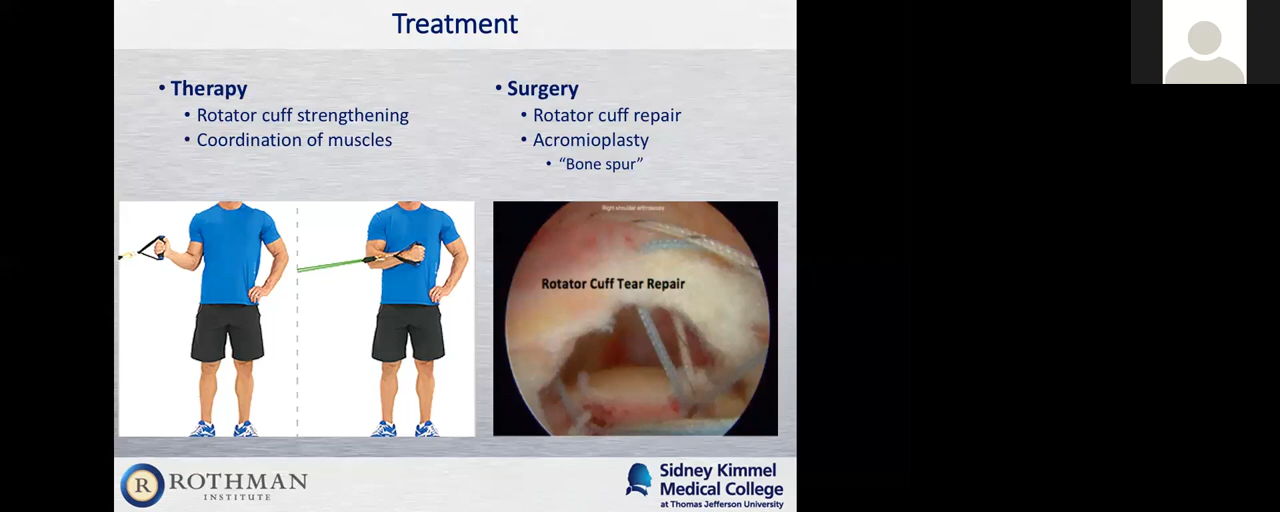 Treatment
• Therapy
• Rotator cuff strengthening
• Coordination of muscles
• Surgery
• Rotator cuff repair
• Acromioplasty
• “Bone spur”
Right shoulder arthroscopy
Rotator Cuff Tear Repair
R ROTHMAN
INSTITUTE
Sidney Kimmel
Medical College
at Thomas Jefferson University